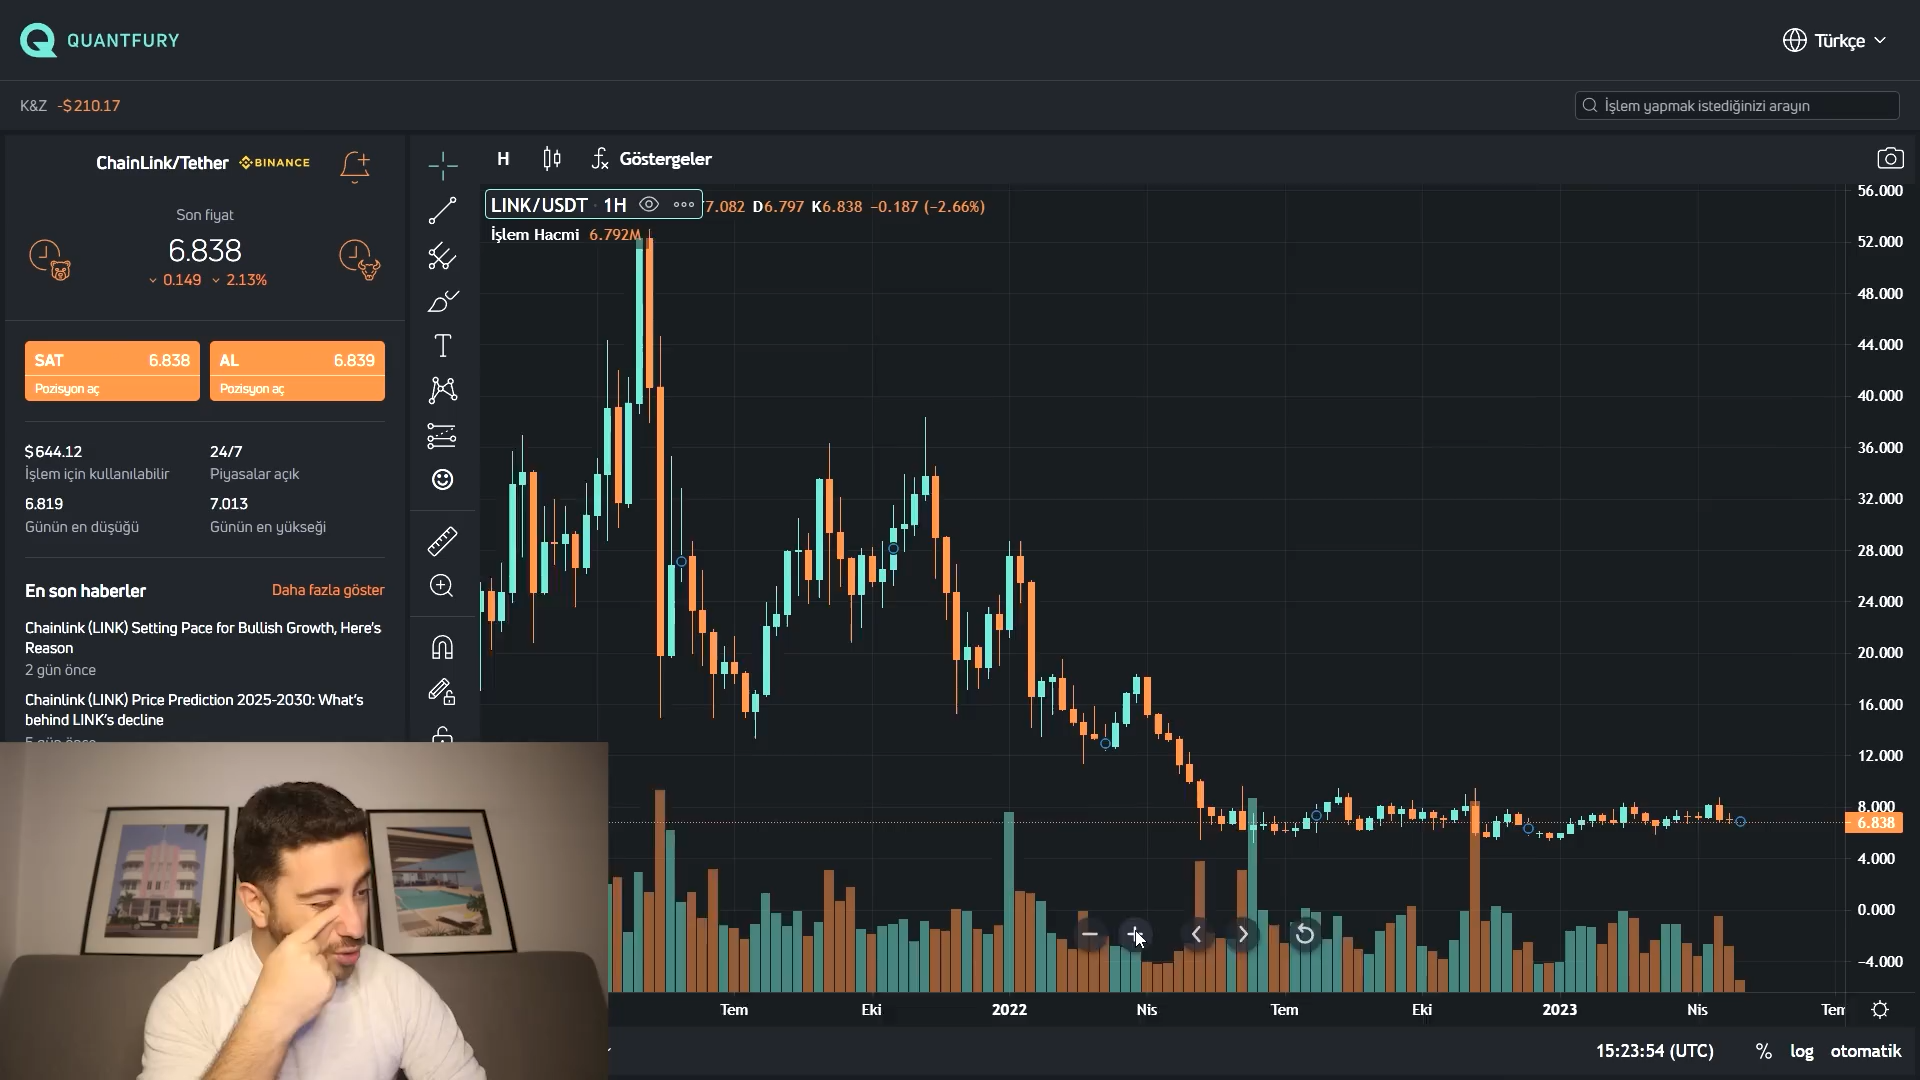 QUANTFURY
Türkçe
K&Z -$210.17
İşlem yapmak istediğinizi arayın
ChainLink/Tether BINANCE
Son fiyat
6.838
0.149 2.13%
SAT 6.838
Pozisyon aç
AL 6.839
Pozisyon aç
$644.12
İşlem için kullanılabilir
24/7
Piyasalar açık
6.819
Günün en düşüğü
7.013
Günün en yükseği
En son haberler Daha fazla göster
Chainlink (LINK) Setting Pace for Bullish Growth, Here's
Reason
2 gün önce
Chainlink (LINK) Price Prediction 2025-2030: What's
behind LINK's decline
5 gün önce
H Göstergeler
LINK/USDT 1H 7.082 D6.797 K6.838 −0.187 (−2.66%)
İşlem Hacmi 6.792M
56.000
52.000
48.000
44.000
40.000
36.000
32.000
28.000
24.000
20.000
16.000
12.000
8.000
6.838
4.000
0.000
−4.000
Tem Eki 2022 Nis Tem Eki 2023 Nis Tem
15:23:54 (UTC) % log otomatik